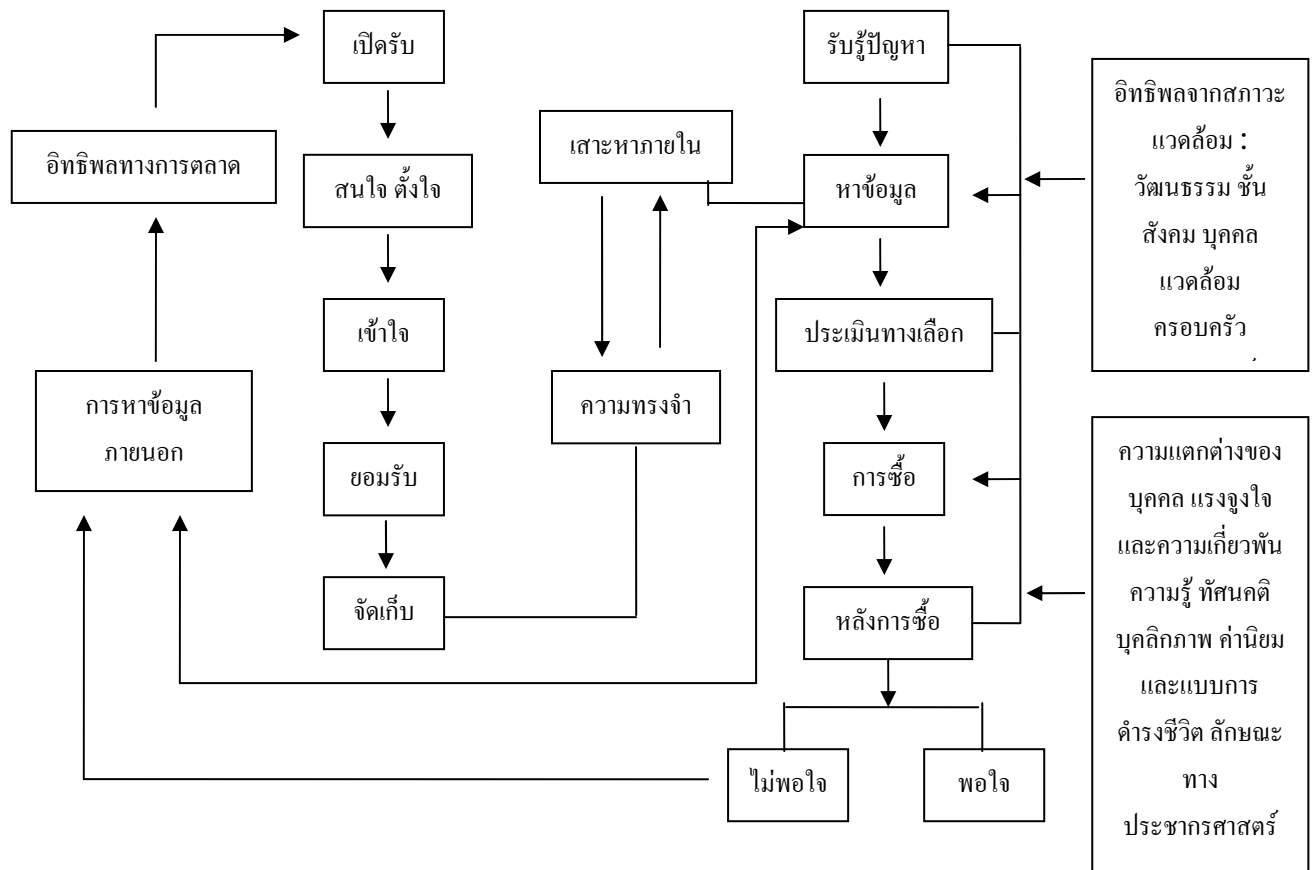 เปิดรับ
รับรู้ปัญหา
อิทธิพลทางการตลาด
สนใจ ตั้งใจ
เสาะหาภายใน
หาข้อมูล
อิทธิพลจากสภาวะ
แวดล้อม :
วัฒนธรรม ชั้น
สังคม บุคคล
แวดล้อม
ครอบครัว
เข้าใจ
ประเมินทางเลือก
การหาข้อมูล
ภายนอก
ความทรงจำ
ยอมรับ
การซื้อ
จัดเก็บ
หลังการซื้อ
ความแตกต่างของ
บุคคล แรงจูงใจ
และความเกี่ยวพัน
ความรู้ ทัศนคติ
บุคลิกภาพ ค่านิยม
และแบบการ
ดำรงชีวิต ลักษณะ
ทาง
ประชากรศาสตร์
ไม่พอใจ
พอใจ